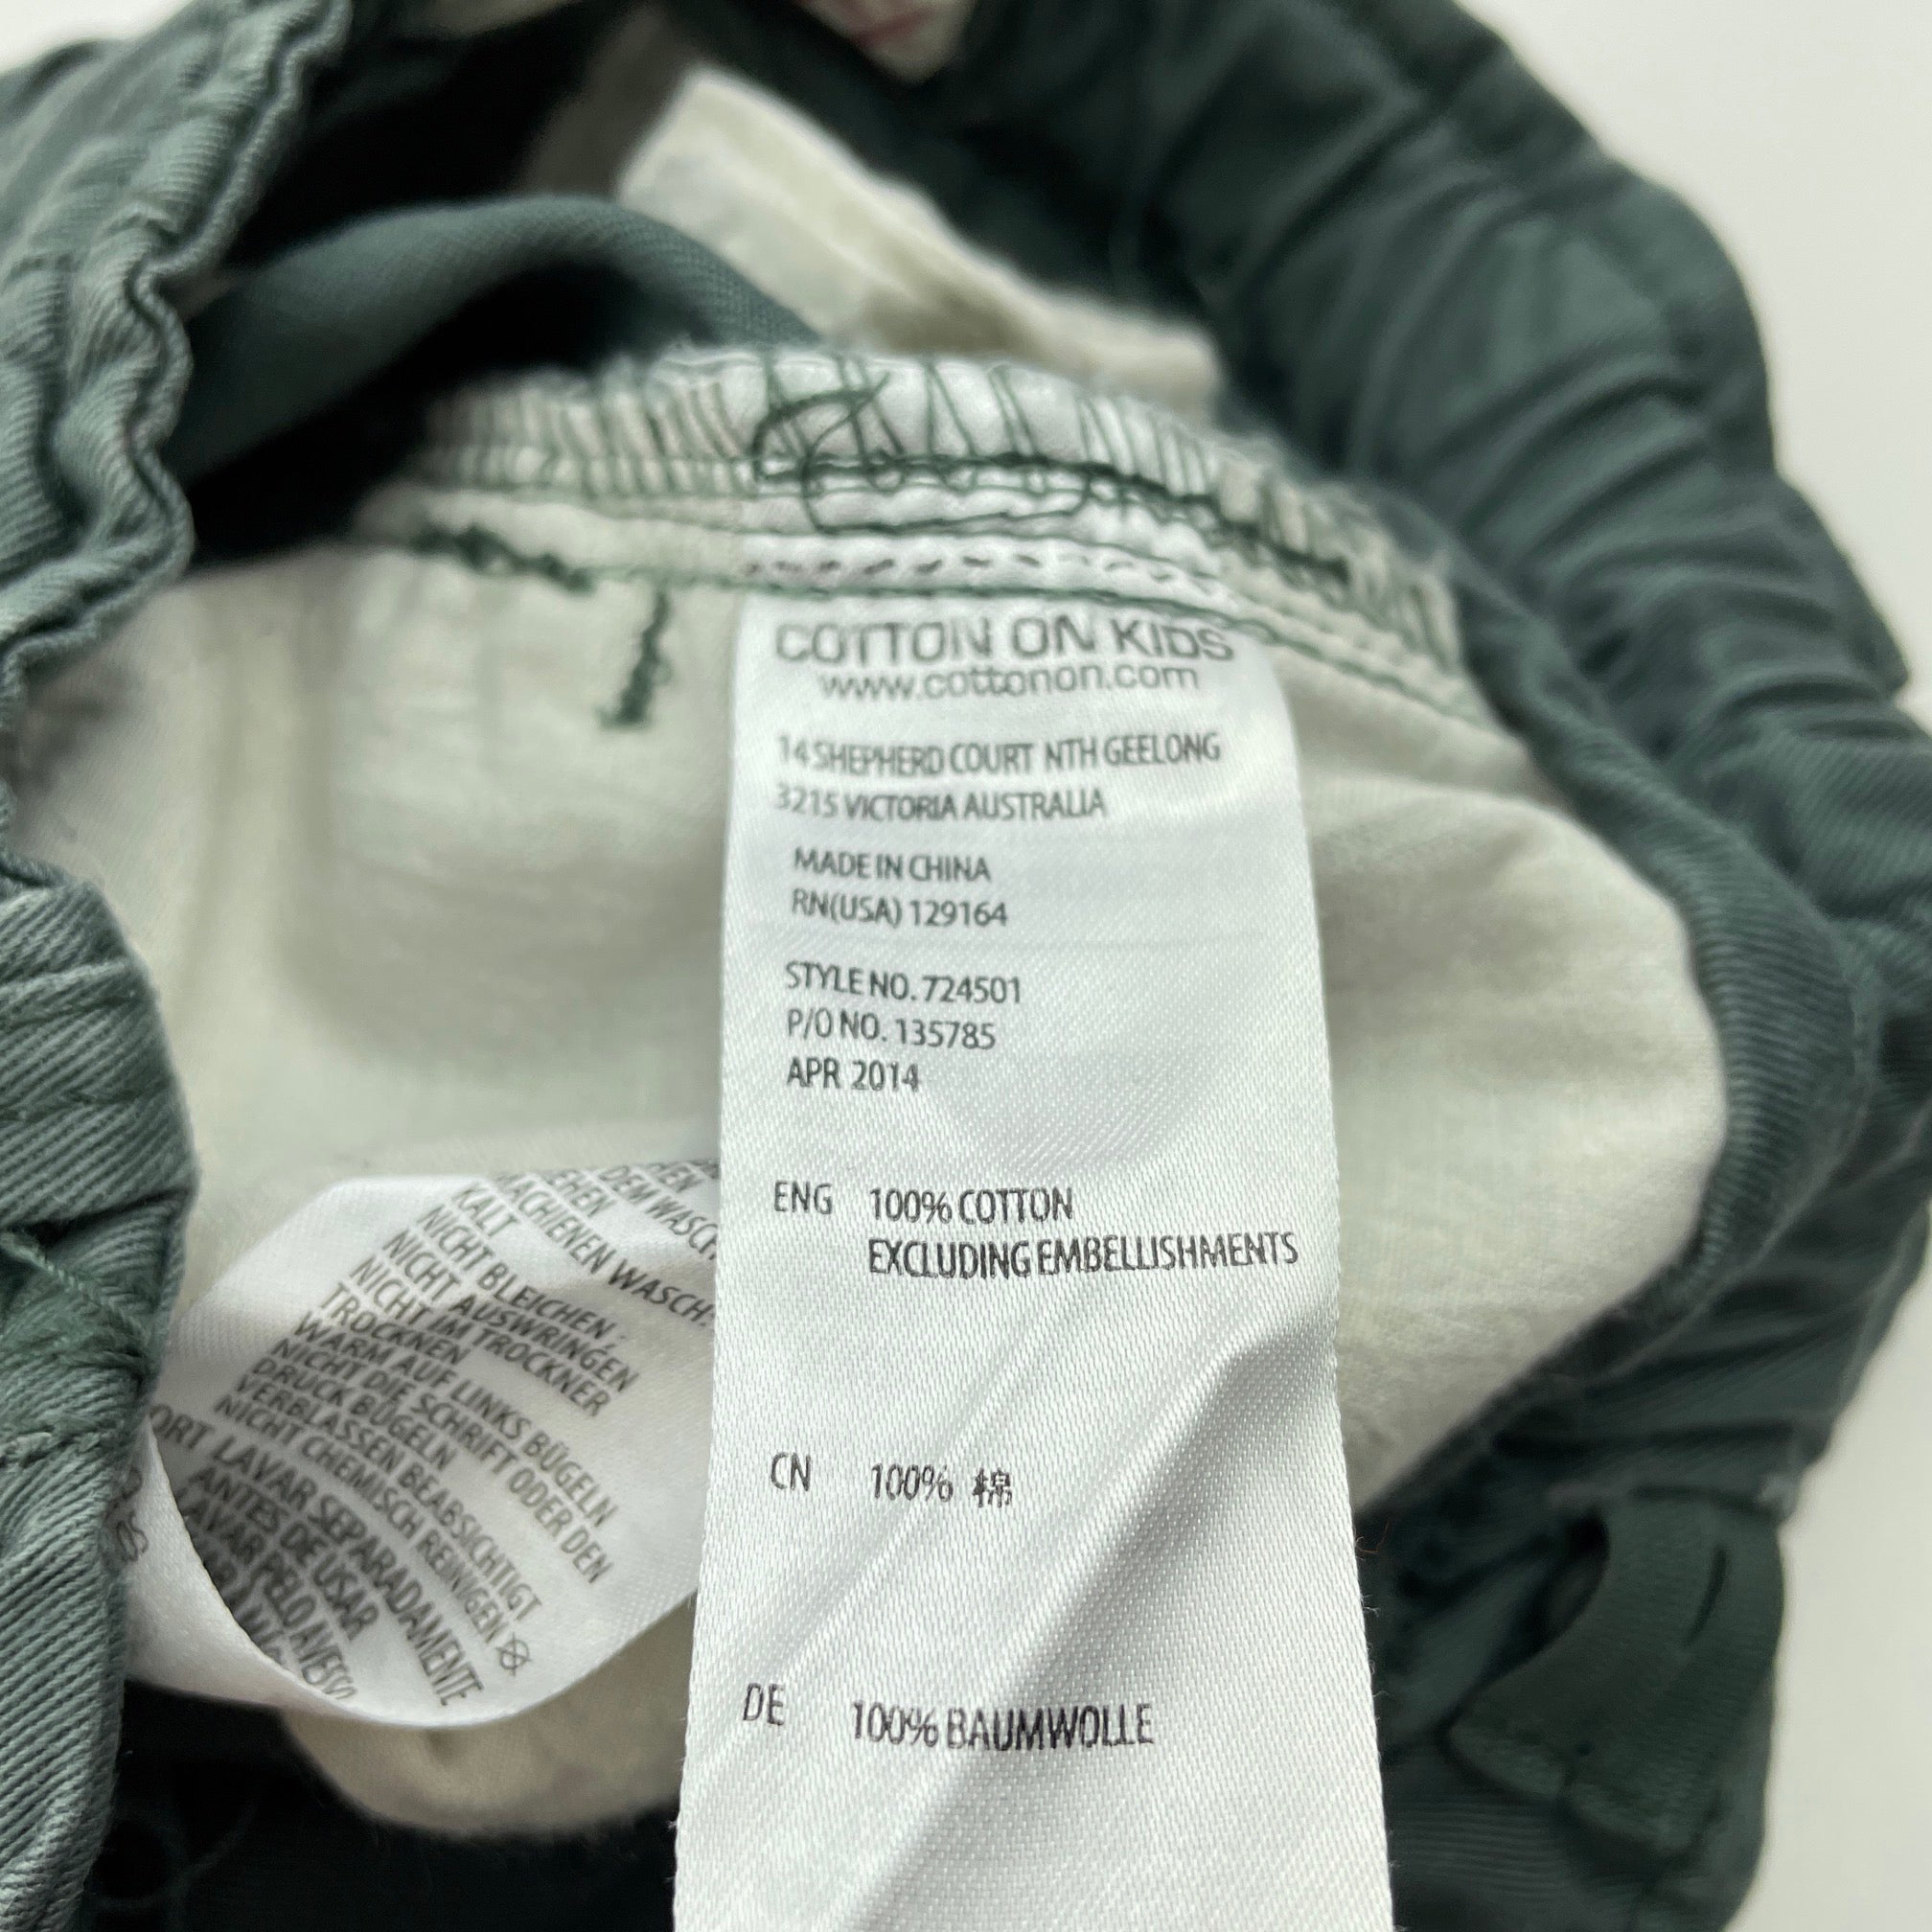 COTTON ON KIDS
www.cottonon.com
14 SHEPHERD COURT NTH GEELONG
3215 VICTORIA AUSTRALIA
MADE IN CHINA
RN(USA) 129164
STYLE NO. 724501
P/O NO. 135785
APR 2014
ENG 100% COTTON
EXCLUDING EMBELLISHMENTS
CN 100% 棉
DE 100% BAUMWOLLE
KALT
NICHT BLEICHEN
NICHT AUSWRINGEN
NICHT IM TROCKNER
TROCKNEN
WARM AUF LINKS BÜGELN
NICHT DIE SCHRIFT ODER DEN
DRUCK BÜGELN
VERBLASSEN BEABSICHTIGT
NICHT CHEMISCH REINIGEN
LAVAR SEPARADAMENTE
ANTES DE USAR
LAVAR PELO AVESSO